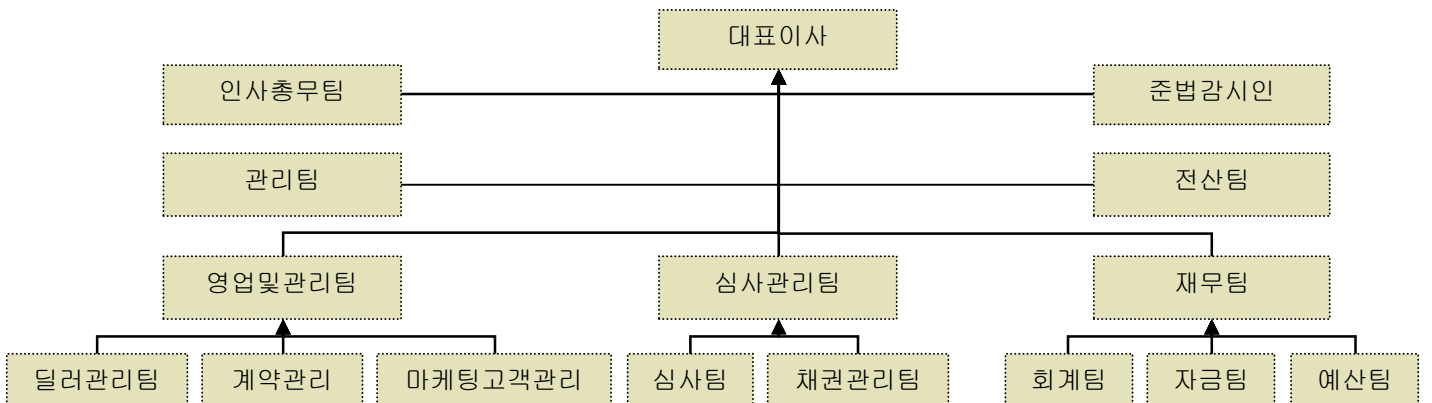 대표이사
인사총무팀
준법감시인
관리팀
전산팀
영업및관리팀
심사관리팀
재무팀
딜러관리팀
계약관리
마케팅고객관리
심사팀
채권관리팀
회계팀
자금팀
예산팀